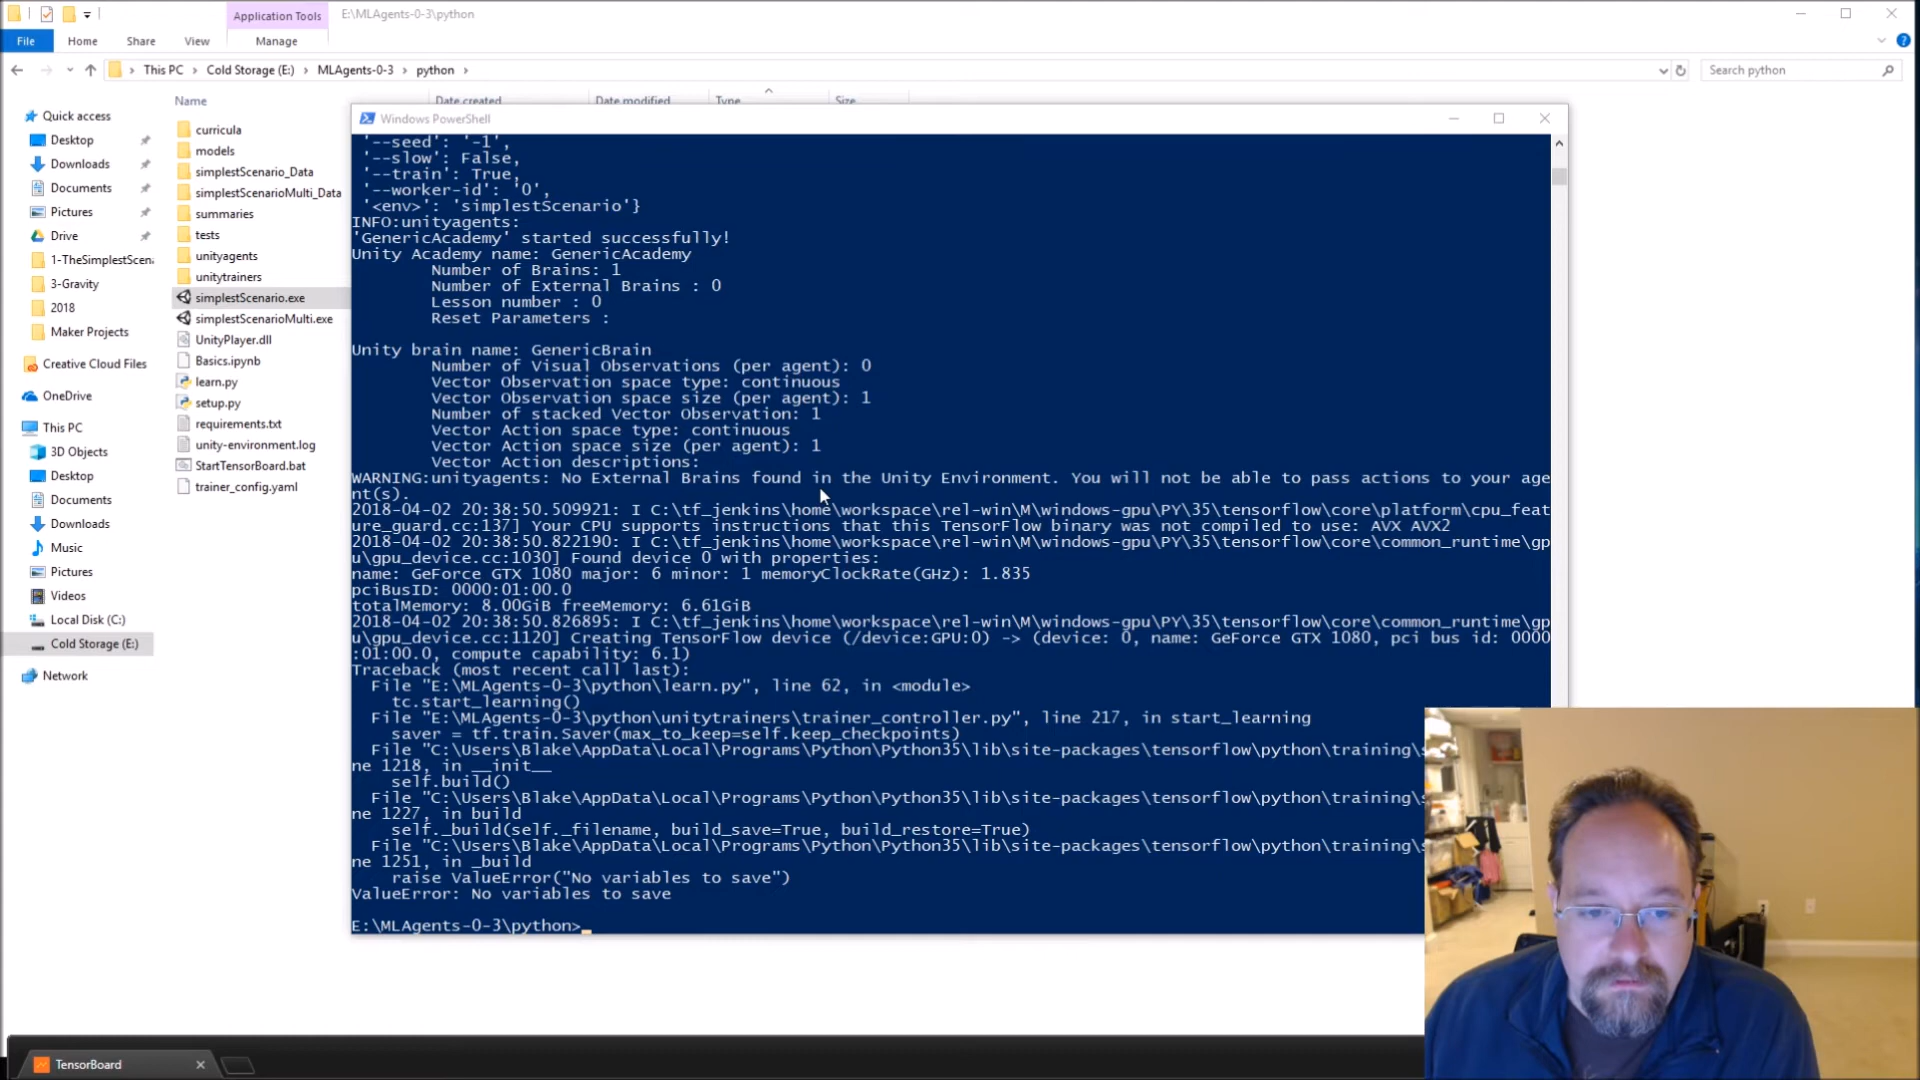 Application Tools
E:\MLAgents-0-3\python
File
Home
Share
View
Manage
This PC
Cold Storage (E:)
MLAgents-0-3
python
Search python
Name
Date created
Date modified
Type
Size
Quick access
Desktop
Downloads
Documents
Pictures
Drive
1-TheSimplestScen
3-Gravity
2018
Maker Projects
Creative Cloud Files
OneDrive
This PC
3D Objects
Desktop
Documents
Downloads
Music
Pictures
Videos
Local Disk (C:)
Cold Storage (E:)
Network
curricula
models
simplestScenario_Data
simplestScenarioMulti_Data
summaries
tests
unityagents
unitytrainers
simplestScenario.exe
simplestScenarioMulti.exe
UnityPlayer.dll
Basics.ipynb
learn.py
setup.py
requirements.txt
unity-environment.log
StartTensorBoard.bat
trainer_config.yaml
Windows PowerShell
'--seed': '-1',
'--slow': False,
'--train': True,
'--worker-id': '0',
'<env>': 'simplestScenario'}
INFO:unityagents:
'GenericAcademy' started successfully!
Unity Academy name: GenericAcademy
Number of Brains: 1
Number of External Brains : 0
Lesson number : 0
Reset Parameters :
Unity brain name: GenericBrain
Number of Visual Observations (per agent): 0
Vector Observation space type: continuous
Vector Observation space size (per agent): 1
Number of stacked Vector Observation: 1
Vector Action space type: continuous
Vector Action space size (per agent): 1
Vector Action descriptions:
WARNING:unityagents: No External Brains found in the Unity Environment. You will not be able to pass actions to your age
nt(s).
2018-04-02 20:38:50.509921: I C:\tf_jenkins\home\workspace\rel-win\M\windows-gpu\PY\35\tensorflow\core\platform\cpu_feat
ure_guard.cc:137] Your CPU supports instructions that this TensorFlow binary was not compiled to use: AVX AVX2
2018-04-02 20:38:50.822190: I C:\tf_jenkins\home\workspace\rel-win\M\windows-gpu\PY\35\tensorflow\core\common_runtime\gp
u\gpu_device.cc:1030] Found device 0 with properties:
name: GeForce GTX 1080 major: 6 minor: 1 memoryClockRate(GHz): 1.835
pciBusID: 0000:01:00.0
totalMemory: 8.00GiB freeMemory: 6.61GiB
2018-04-02 20:38:50.826895: I C:\tf_jenkins\home\workspace\rel-win\M\windows-gpu\PY\35\tensorflow\core\common_runtime\gp
u\gpu_device.cc:1120] Creating TensorFlow device (/device:GPU:0) -> (device: 0, name: GeForce GTX 1080, pci bus id: 0000
:01:00.0, compute capability: 6.1)
Traceback (most recent call last):
File "E:\MLAgents-0-3\python\learn.py", line 62, in <module>
tc.start_learning()
File "E:\MLAgents-0-3\python\unitytrainers\trainer_controller.py", line 217, in start_learning
saver = tf.train.Saver(max_to_keep=self.keep_checkpoints)
File "C:\Users\Blake\AppData\Local\Programs\Python\Python35\lib\site-packages\tensorflow\python\training\s
ne 1218, in __init__
self.build()
File "C:\Users\Blake\AppData\Local\Programs\Python\Python35\lib\site-packages\tensorflow\python\training\s
ne 1227, in build
self._build(self._filename, build_save=True, build_restore=True)
File "C:\Users\Blake\AppData\Local\Programs\Python\Python35\lib\site-packages\tensorflow\python\training\s
ne 1251, in _build
raise ValueError("No variables to save")
ValueError: No variables to save
E:\MLAgents-0-3\python>
TensorBoard